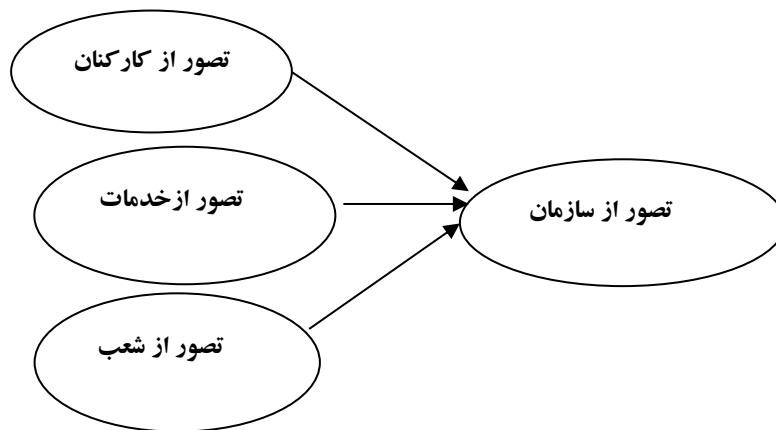 تصور از کارکنان
تصور ازخدمات
تصور از سازمان
تصور از شعب